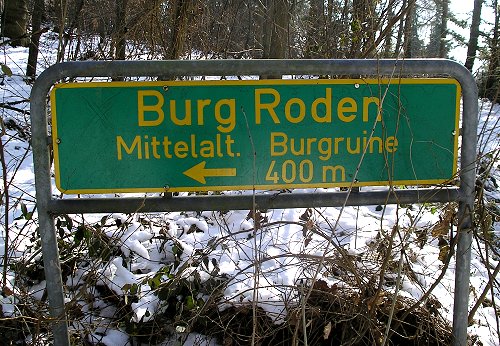 Burg Roden
Mittelalt. Burgruine
← 400 m